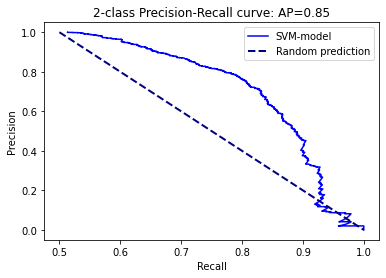 2-class Precision-Recall curve: AP=0.85
SVM-model
Random prediction
Precision
1.0
0.8
0.6
0.4
0.2
0.0
0.5 0.6 0.7 0.8 0.9 1.0
Recall